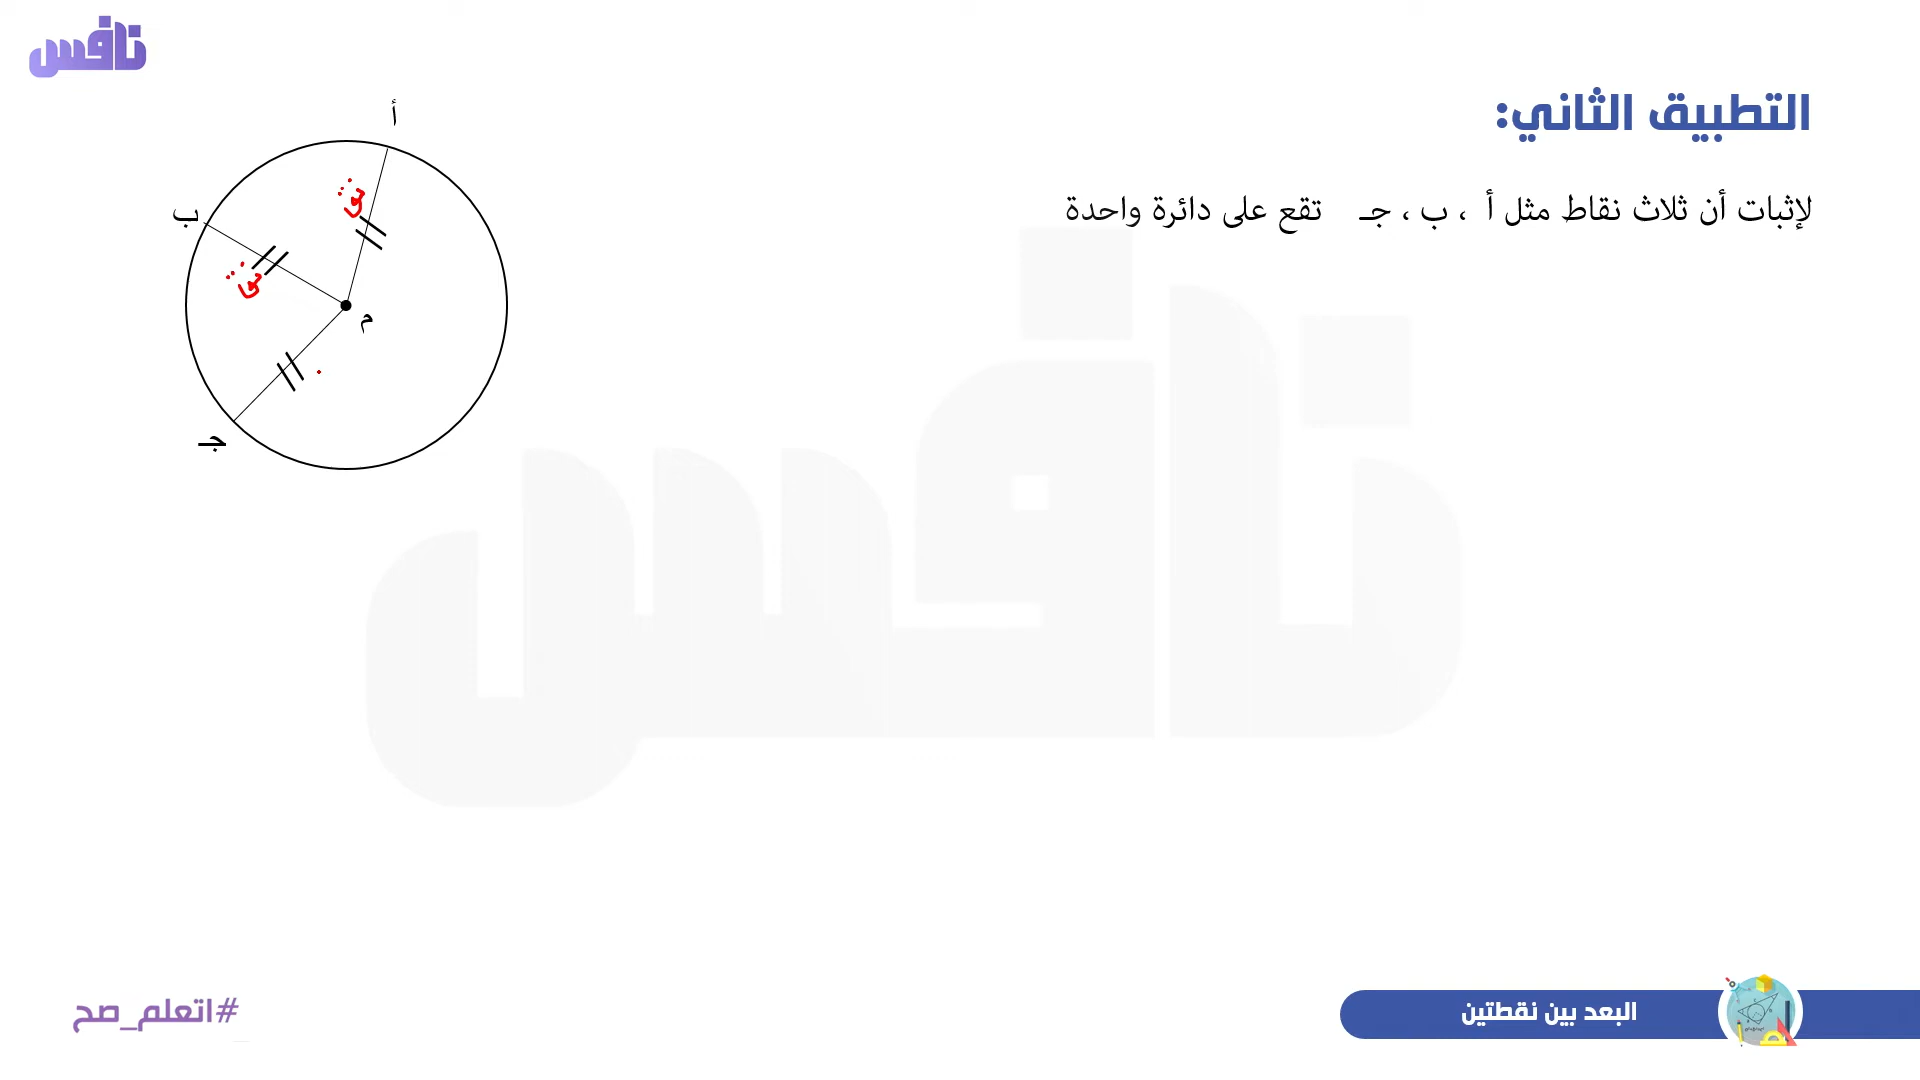 نافس
التطبيق الثاني:
لإثبات أن ثلاث نقاط مثل أ ، ب ، جـ تقع على دائرة واحدة
أ
نق
ب
نق
م
جـ
#اتعلم_صح
البعد بين نقطتين